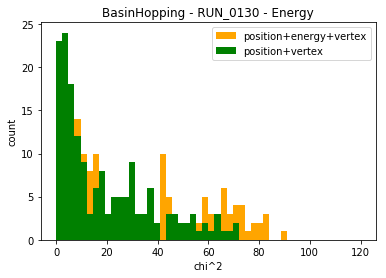 BasinHopping - RUN_0130 - Energy
25
20
15
10
5
0
count
position+energy+vertex
position+vertex
0 20 40 60 80 100 120
chi^2